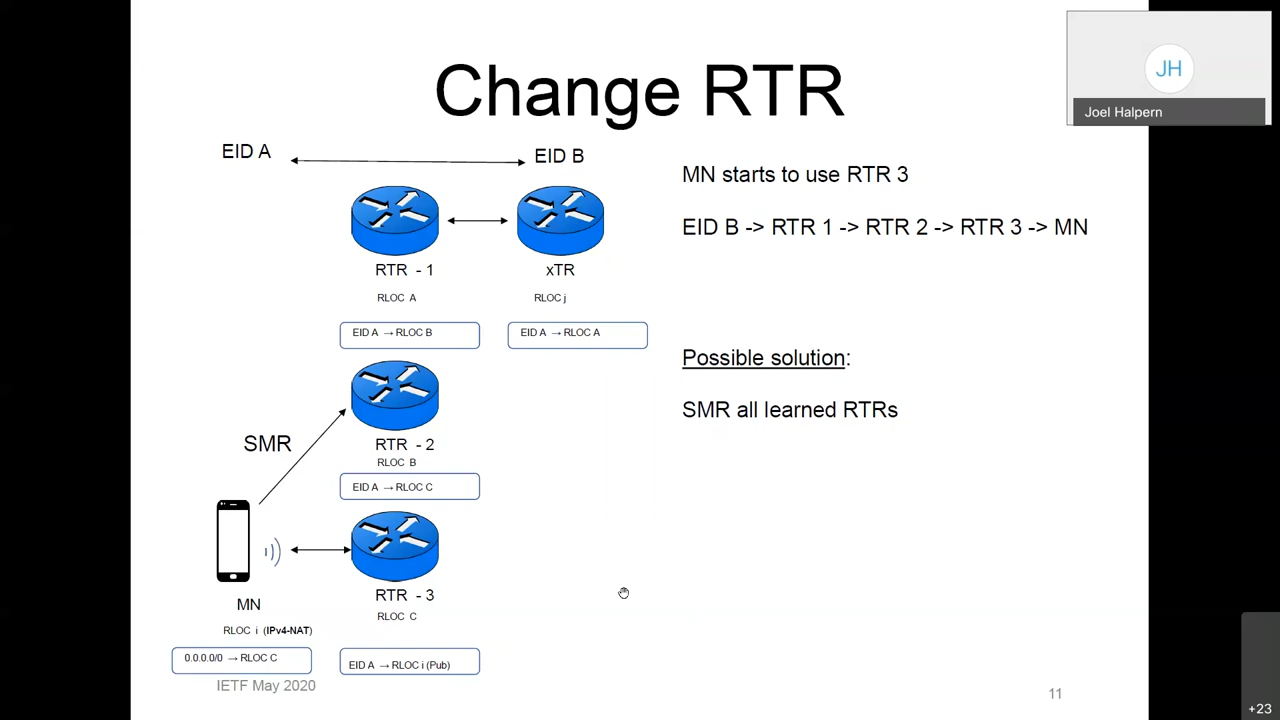 Change RTR
JH
Joel Halpern
EID A
EID B
MN starts to use RTR 3
EID B -> RTR 1 -> RTR 2 -> RTR 3 -> MN
RTR - 1
xTR
RLOC A
RLOC j
EID A → RLOC B
EID A → RLOC A
Possible solution:
SMR all learned RTRs
SMR
RTR - 2
RLOC B
EID A → RLOC C
RTR - 3
MN
RLOC C
RLOC i (IPv4-NAT)
0.0.0.0/0 → RLOC C
EID A → RLOC i (Pub)
IETF May 2020
11
+23